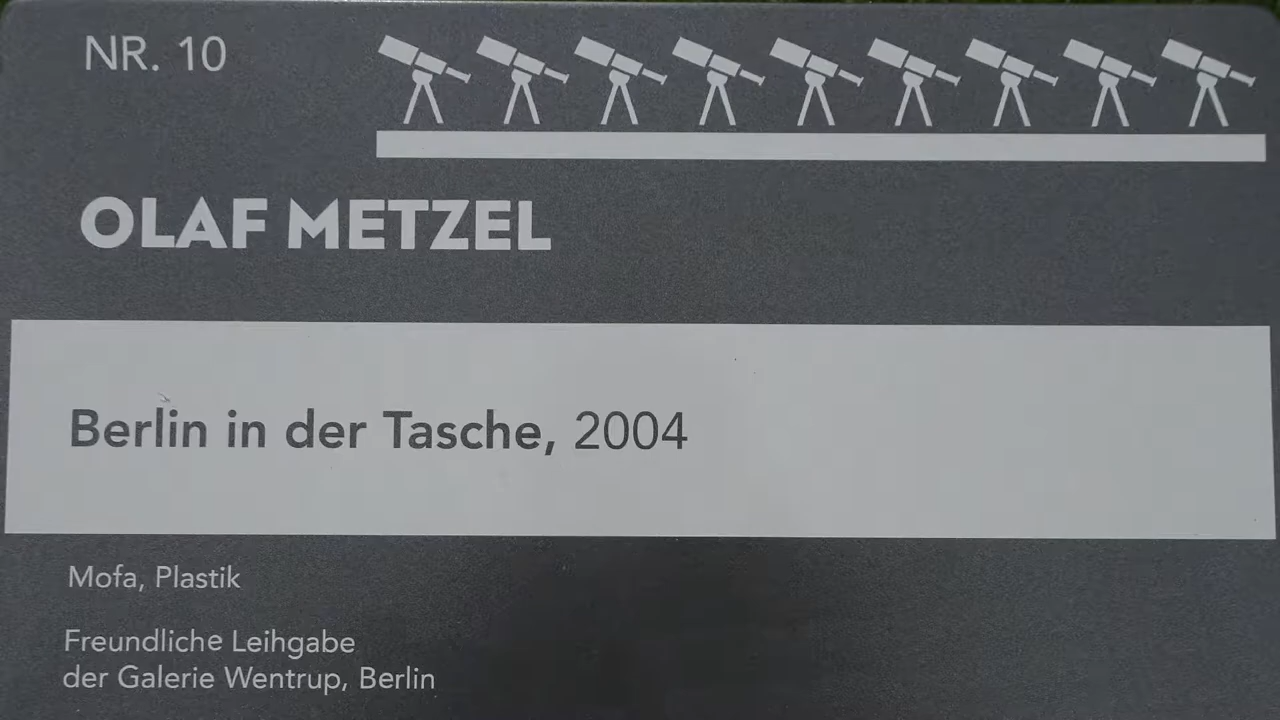 NR. 10
OLAF METZEL
Berlin in der Tasche, 2004
Mofa, Plastik
Freundliche Leihgabe
der Galerie Wentrup, Berlin